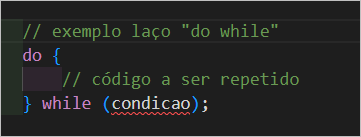 // exemplo laço "do while"
do {
    // código a ser repetido
} while (condicao);